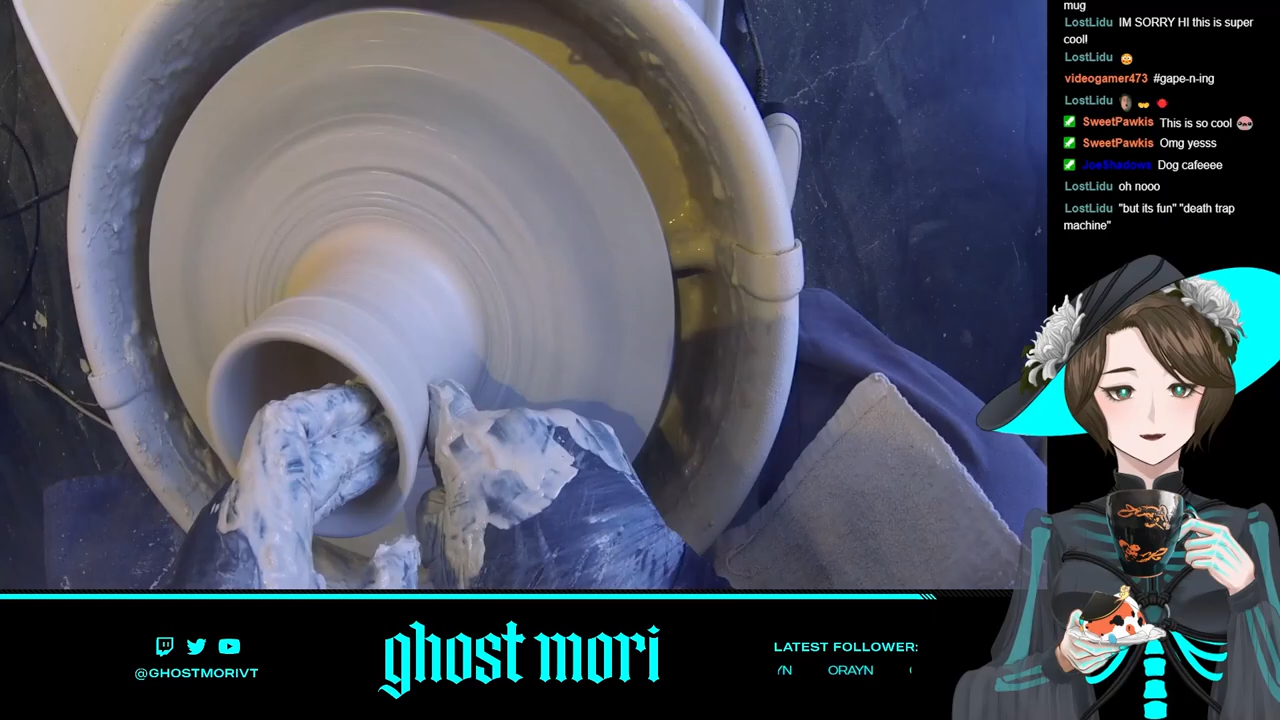 mug
LostLidu IM SORRY HI this is super
cool!
LostLidu
videogamer473 #gape-n-ing
LostLidu
SweetPawkis This is so cool
SweetPawkis Omg yesss
JoeShadows Dog cafeeee
LostLidu oh nooo
LostLidu "but its fun" "death trap
machine"
ghost mori
@GHOSTMORIVT
LATEST FOLLOWER:
YN ORAYN